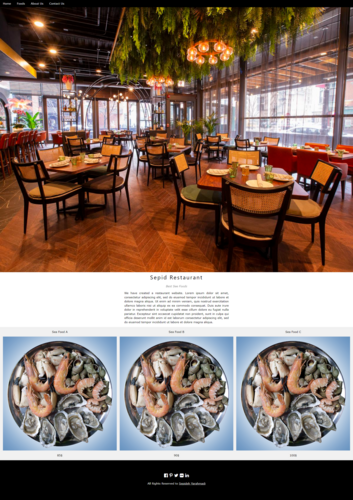 Home Foods About Us Contact Us
Sepid Restaurant
Best Sea Foods
We have created a restaurant website. Lorem ipsum dolor sit amet,
consectetur adipiscing elit, sed do eiusmod tempor incididunt ut labore et
dolore magna aliqua. Ut enim ad minim veniam, quis nostrud exercitation
ullamco laboris nisi ut aliquip ex ea commodo consequat. Duis aute irure
dolor in reprehenderit in voluptate velit esse cillum dolore eu fugiat nulla
pariatur. Excepteur sint occaecat cupidatat non proident, sunt in culpa qui
officia deserunt mollit anim id est laborum consectetur adipiscing elit, sed
do eiusmod tempor incididunt ut labore et dolore magna aliqua.
Sea Food A Sea Food B Sea Food C
All Rights Reserved by